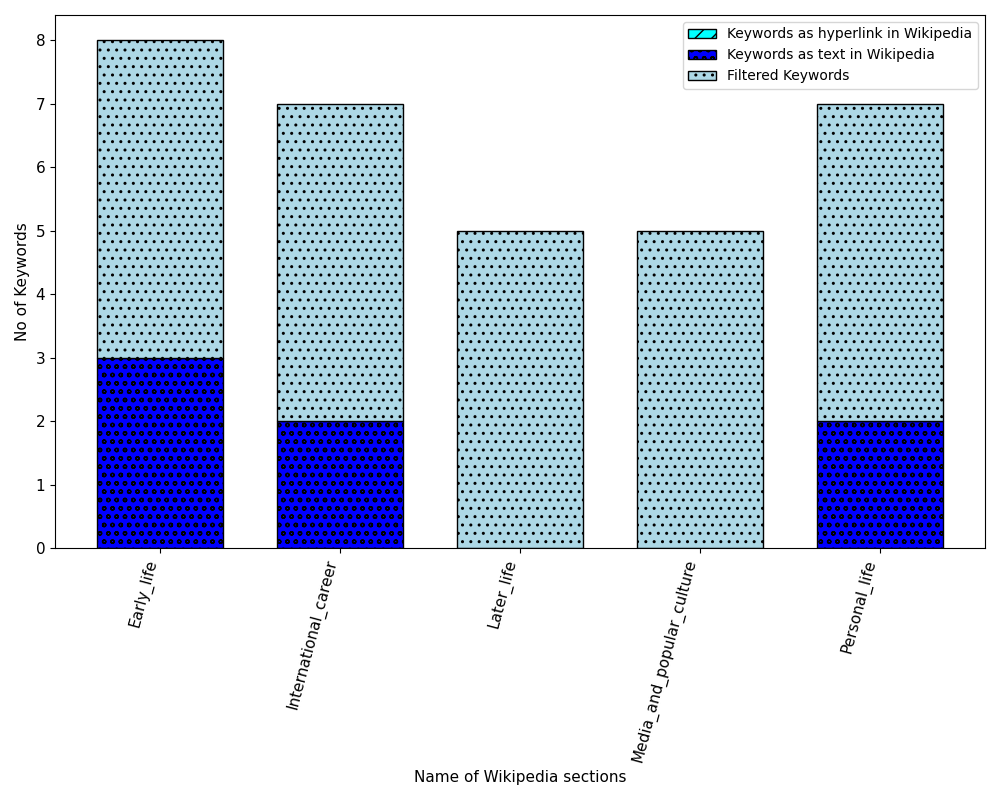 Keywords as hyperlink in Wikipedia
Keywords as text in Wikipedia
Filtered Keywords
No of Keywords
8
7
6
5
4
3
2
1
0
Early_life
International_career
Later_life
Media_and_popular_culture
Personal_life
Name of Wikipedia sections